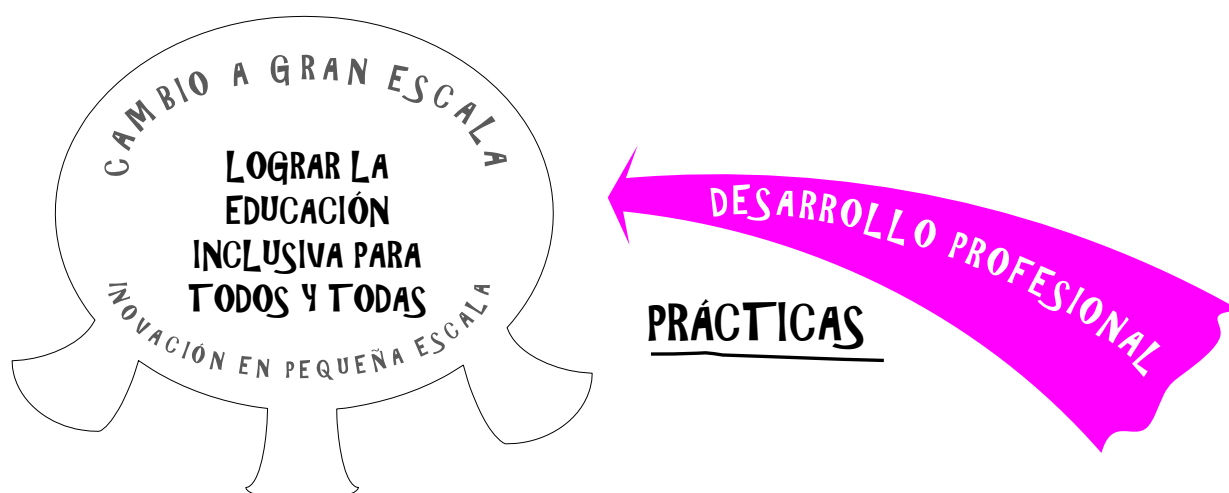 CAMBIO A GRAN ESCALA
LOGRAR LA
EDUCACIÓN
INCLUSIVA PARA
TODOS Y TODAS
INOVACIÓN EN PEQUEÑA ESCALA
DESARROLLO PROFESIONAL
PRÁCTICAS